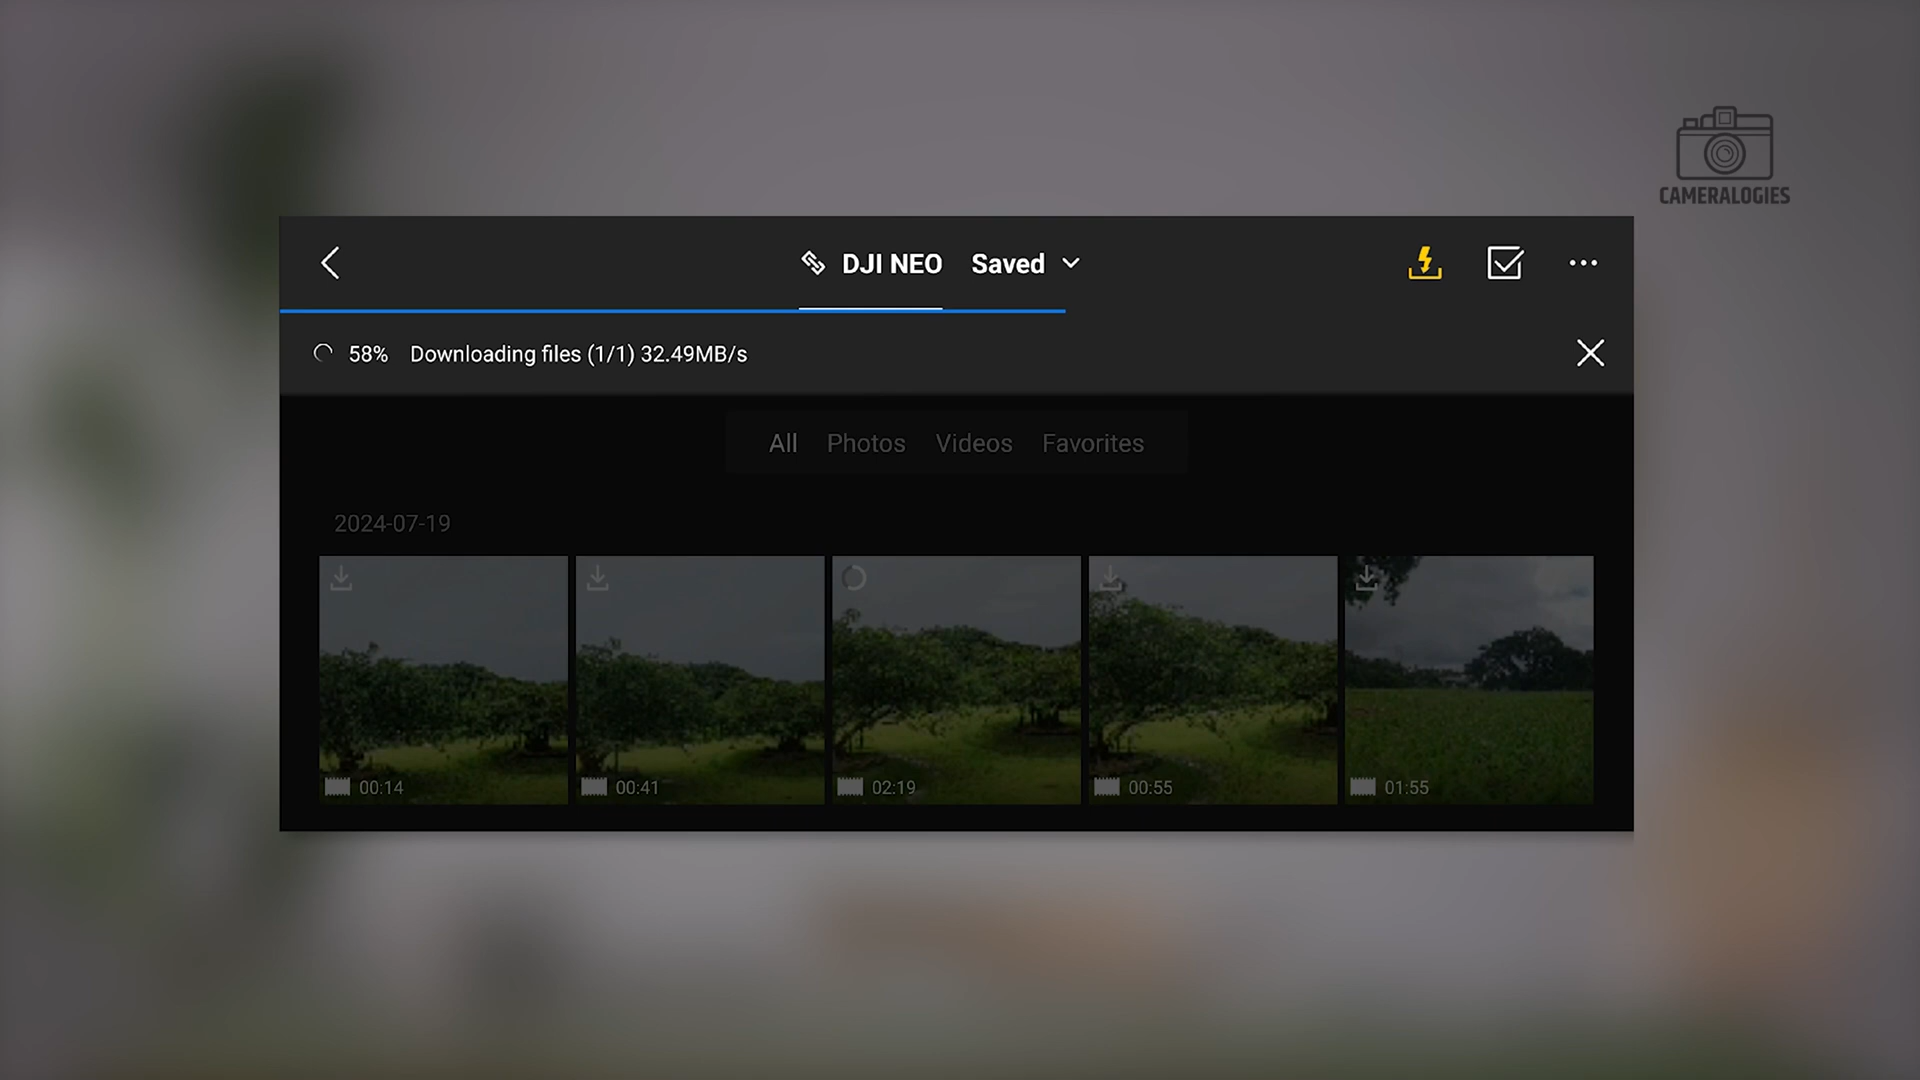 CAMERALOGIES
DJI NEO Saved
58% Downloading files (1/1) 32.49MB/s
All Photos Videos Favorites
2024-07-19
00:14 00:41 02:19 00:55 01:55